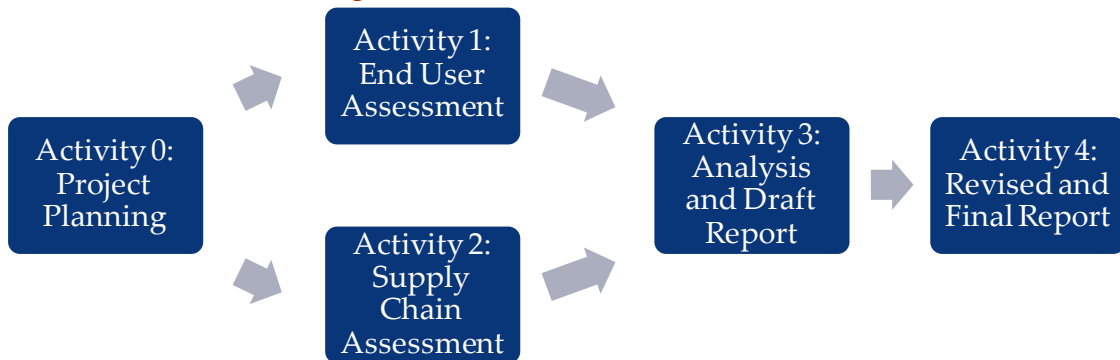 Activity 1:
End User
Assessment
Activity 0:
Project
Planning
Activity 3:
Analysis
and Draft
Report
Activity 4:
Revised and
Final Report
Activity 2:
Supply
Chain
Assessment